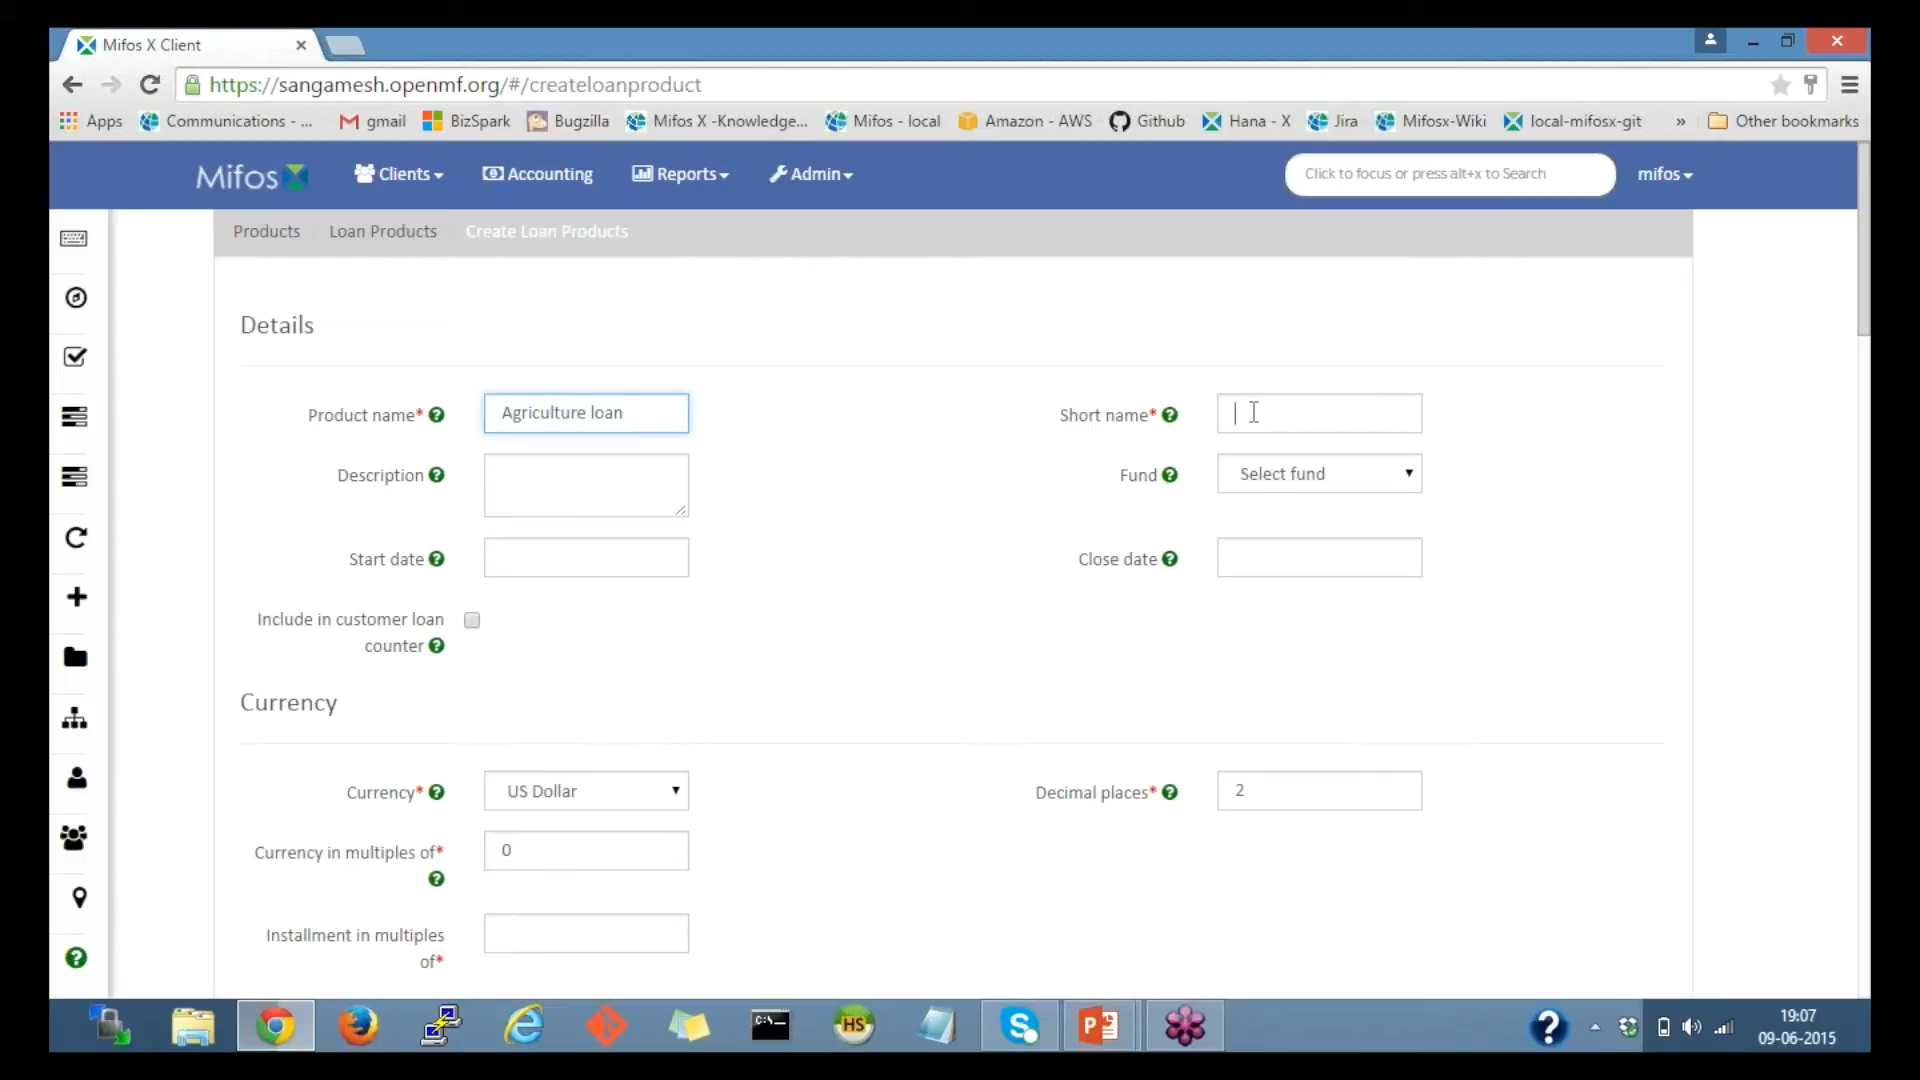 Mifos X Client
https://sangamesh.openmf.org/#/createloanproduct
Apps Communications - ... gmail BizSpark Bugzilla Mifos X -Knowledge... Mifos - local Amazon - AWS Github Hana - X Jira Mifosx-Wiki local-mifosx-git » Other bookmarks
Mifos Clients Accounting Reports Admin Click to focus or press alt+x to Search mifos
Products Loan Products Create Loan Products
Details
Product name* Agriculture loan Short name*
Description Fund Select fund
Start date Close date
Include in customer loan
counter
Currency
Currency* US Dollar Decimal places* 2
Currency in multiples of* 0
Installment in multiples
of*
C:\_ HS S P
19:07
09-06-2015